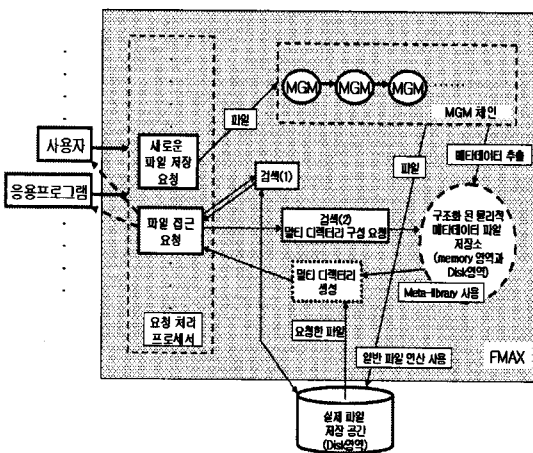 MGM
MGM
MGM
MGM 체인
파일
사용자
새로운
파일 저장
요청
파일
메타데이터 추출
응용프로그램
검색(1)
파일 접근
요청
검색(2)
멀티 디렉터리 구성 요청
구조화 된 물리적
메타데이터 파일
저장소
(memory 영역과
Disk영역)
멀티 디렉터리
생성
Meta-library 사용
요청 처리
프로세서
요청한 파일
일반 파일 연산 사용
FMAX
실제 파일
저장 공간
(Disk영역)